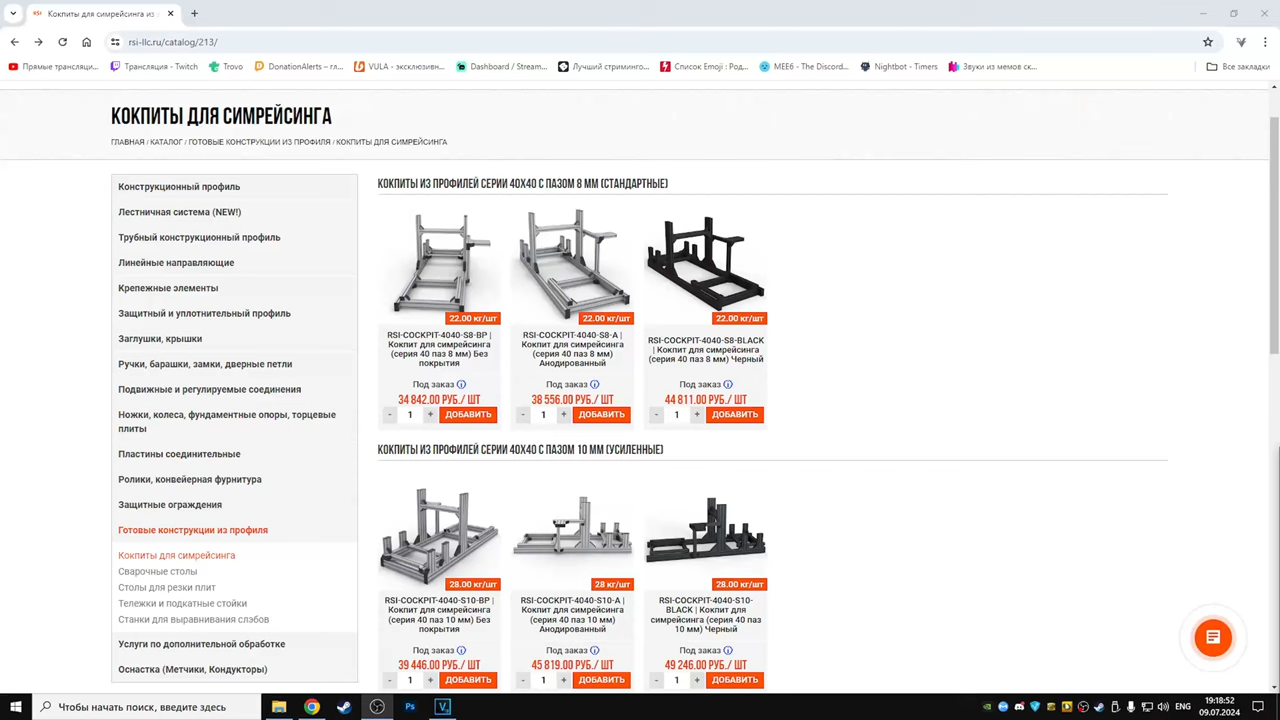 Кокпиты для симрейсинга из
rsi-llc.ru/catalog/213/
Прямые трансляци...
Трансляция - Twitch
Trovo
DonationAlerts – гл...
VULA - эксклюзивн...
Dashboard / Stream...
Лучший стриминго...
Список Emoji : Род...
MEE6 - The Discord...
Nightbot - Timers
Звуки из мемов ск...
Все закладки
КОКПИТЫ ДЛЯ СИМРЕЙСИНГА
ГЛАВНАЯ / КАТАЛОГ / ГОТОВЫЕ КОНСТРУКЦИИ ИЗ ПРОФИЛЯ / КОКПИТЫ ДЛЯ СИМРЕЙСИНГА
Конструкционный профиль
Лестничная система (NEW!)
Трубный конструкционный профиль
Линейные направляющие
Крепежные элементы
Защитный и уплотнительный профиль
Заглушки, крышки
Ручки, барашки, замки, дверные петли
Подвижные и регулируемые соединения
Ножки, колеса, фундаментные опоры, торцевые
плиты
Пластины соединительные
Ролики, конвейерная фурнитура
Защитные ограждения
Готовые конструкции из профиля
Кокпиты для симрейсинга
Сварочные столы
Столы для резки плит
Тележки и подкатные стойки
Станки для выравнивания слэбов
Услуги по дополнительной обработке
Оснастка (Метчики, Кондукторы)
КОКПИТЫ ИЗ ПРОФИЛЕЙ СЕРИИ 40Х40 С ПАЗОМ 8 ММ (СТАНДАРТНЫЕ)
22.00 кг/шт
RSI-COCKPIT-4040-S8-BP |
Кокпит для симрейсинга
(серия 40 паз 8 мм) Без
покрытия
Под заказ
34 842.00 РУБ./ ШТ
- 1 + ДОБАВИТЬ
22.00 кг/шт
RSI-COCKPIT-4040-S8-A |
Кокпит для симрейсинга
(серия 40 паз 8 мм)
Анодированный
Под заказ
38 556.00 РУБ./ ШТ
- 1 + ДОБАВИТЬ
22.00 кг/шт
RSI-COCKPIT-4040-S8-BLACK
| Кокпит для симрейсинга
(серия 40 паз 8 мм) Черный
Под заказ
44 811.00 РУБ./ ШТ
- 1 + ДОБАВИТЬ
КОКПИТЫ ИЗ ПРОФИЛЕЙ СЕРИИ 40Х40 С ПАЗОМ 10 ММ (УСИЛЕННЫЕ)
28.00 кг/шт
RSI-COCKPIT-4040-S10-BP |
Кокпит для симрейсинга
(серия 40 паз 10 мм) Без
покрытия
Под заказ
39 446.00 РУБ./ ШТ
- 1 + ДОБАВИТЬ
28 кг/шт
RSI-COCKPIT-4040-S10-A |
Кокпит для симрейсинга
(серия 40 паз 10 мм)
Анодированный
Под заказ
45 819.00 РУБ./ ШТ
- 1 + ДОБАВИТЬ
28.00 кг/шт
RSI-COCKPIT-4040-S10-
BLACK | Кокпит для
симрейсинга (серия 40 паз
10 мм) Черный
Под заказ
49 246.00 РУБ./ ШТ
- 1 + ДОБАВИТЬ
Чтобы начать поиск, введите здесь
ENG
19:18:52
09.07.2024